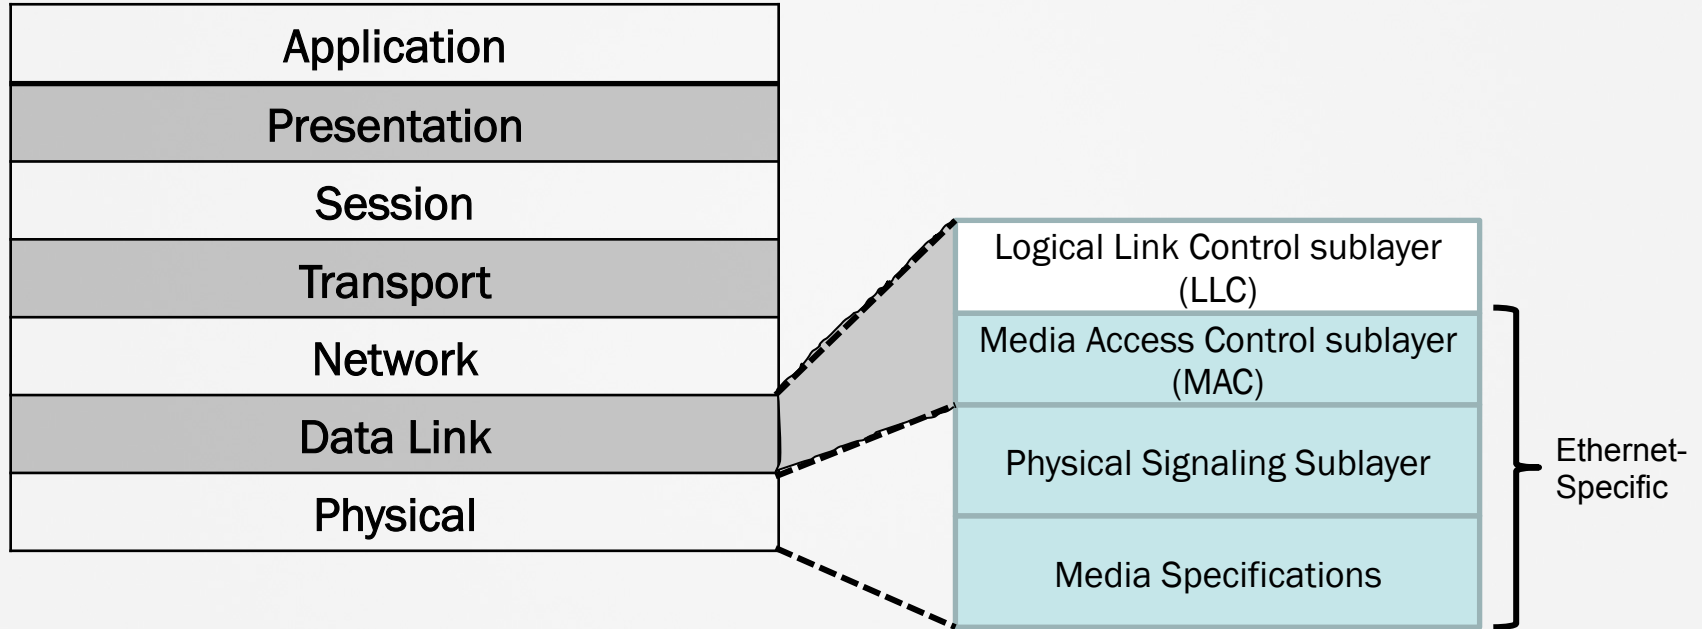 Application
Presentation
Session
Transport
Network
Data Link
Physical
Logical Link Control sublayer
(LLC)
Media Access Control sublayer
(MAC)
Physical Signaling Sublayer
Media Specifications
Ethernet-
Specific